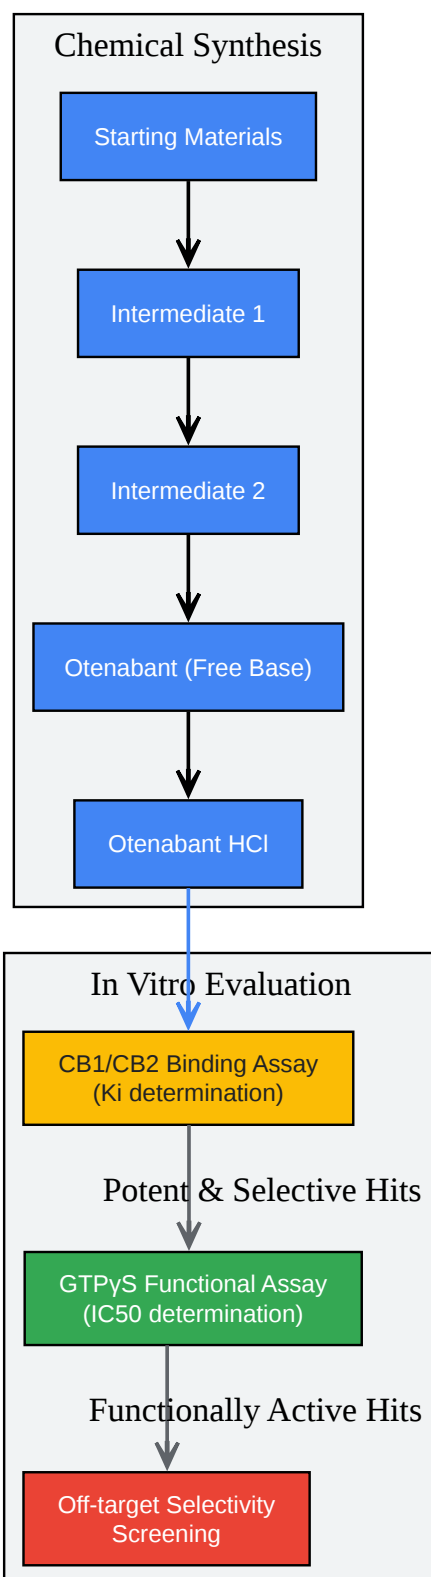 Chemical Synthesis
Starting Materials
Intermediate 1
Intermediate 2
Otenabant (Free Base)
Otenabant HCl
In Vitro Evaluation
CB1/CB2 Binding Assay
(Ki determination)
Potent & Selective Hits
GTPγS Functional Assay
(IC50 determination)
Functionally Active Hits
Off-target Selectivity
Screening